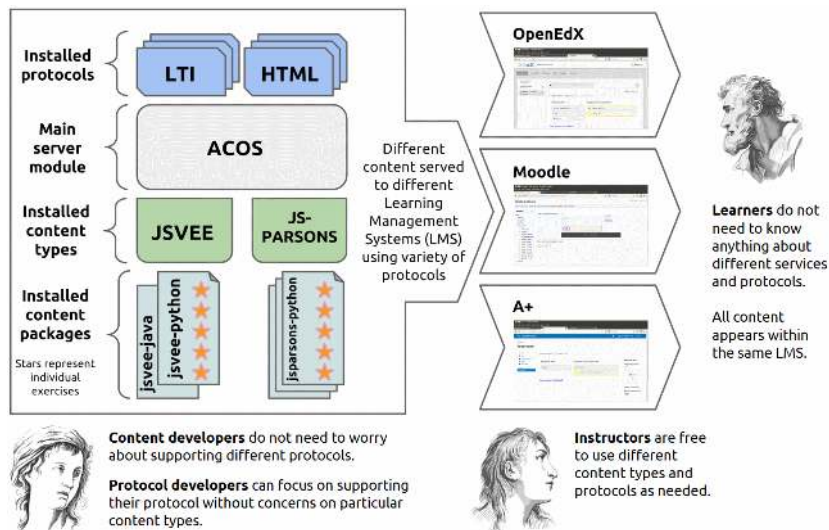 Installed
protocols
LTI
HTML
Main
server
module
ACOS
Installed
content
types
JSVEE
JS-
PARSONS
Installed
content
packages
Stars represent
individual
exercises
jsvee-java
jsvee-python
jsparsons-python
Different
content served
to different
Learning
Management
Systems (LMS)
using variety of
protocols
OpenEdX
Moodle
A+
Learners do not
need to know
anything about
different services
and protocols.
All content
appears within
the same LMS.
Content developers do not need to worry
about supporting different protocols.
Protocol developers can focus on supporting
their protocol without concerns on particular
content types.
Instructors are free
to use different
content types and
protocols as needed.